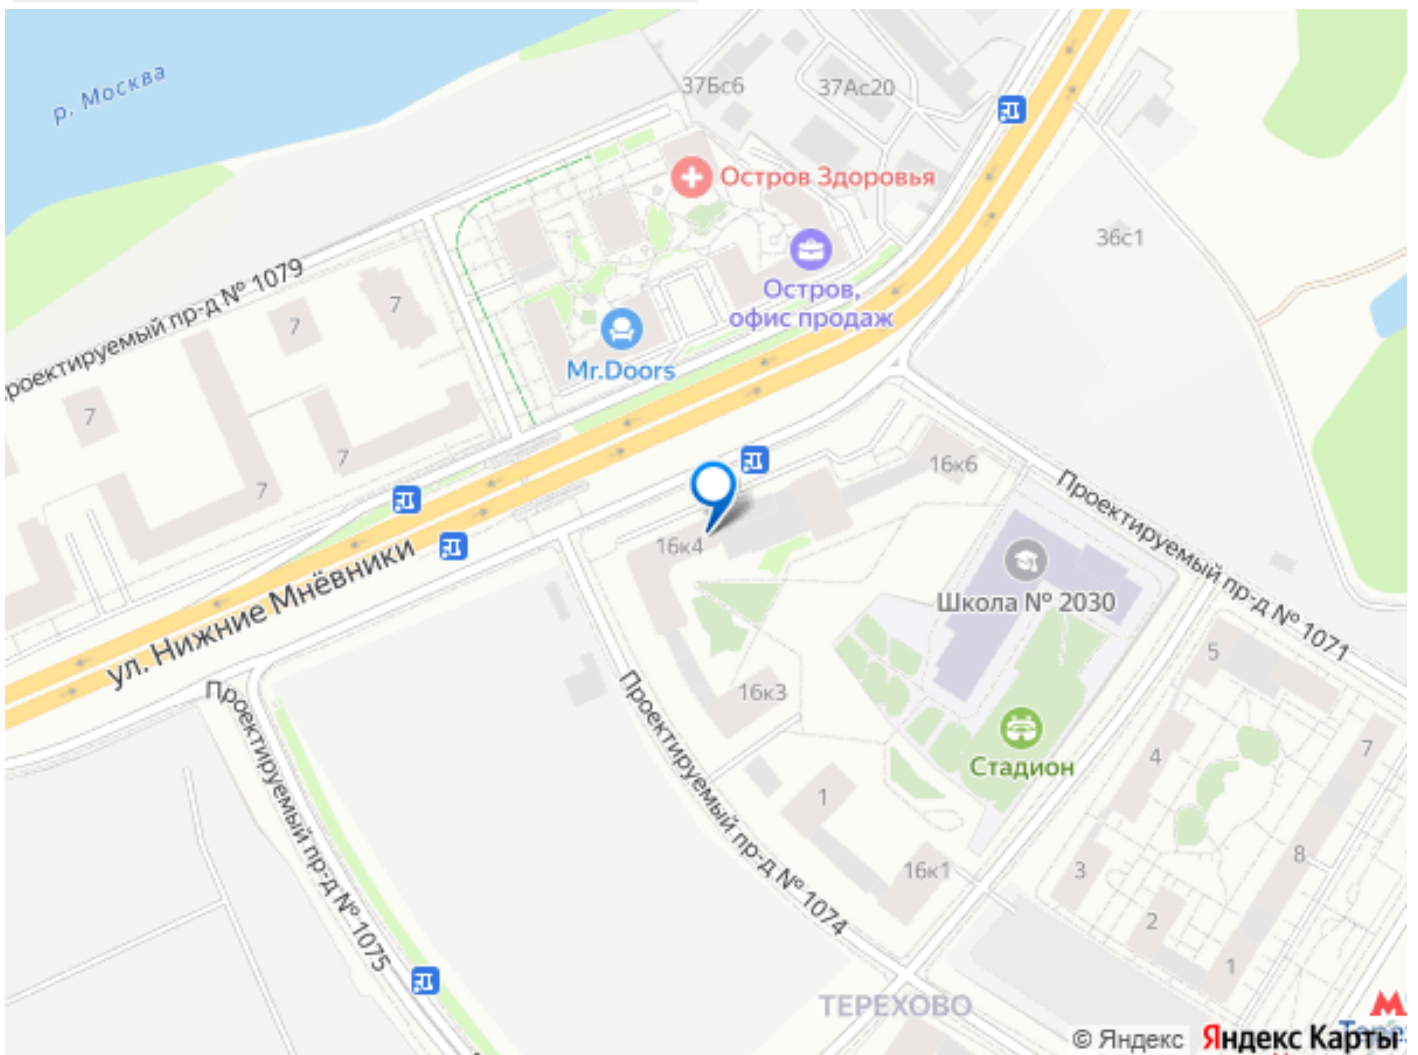 р. Москва
37Бс6
37Ас20
Остров Здоровья
36с1
Остров,
офис продаж
Проектируемый пр-д № 1079
7
7
7
7
7
Mr.Doors
16к6
Проектируемый пр-д № 1071
16к4
ул. Нижние Мнёвники
Школа № 2030
5
16к3
Проектируемый пр-д № 1075
Проектируемый пр-д № 1074
Стадион
4
7
1
8
16к1
3
2
1
ТЕРЕХОВО
© Яндекс
Яндекс Карты